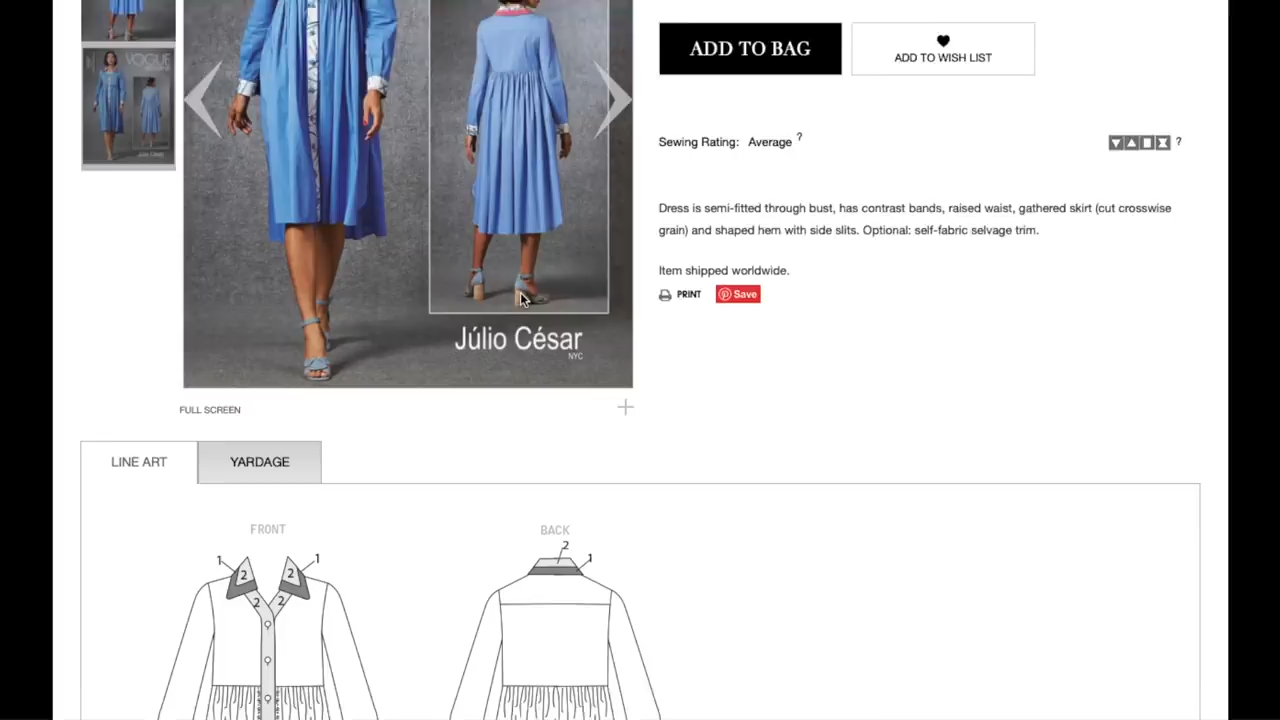 VOGUE
ADD TO BAG
ADD TO WISH LIST
Sewing Rating: Average ?
?
Dress is semi-fitted through bust, has contrast bands, raised waist, gathered skirt (cut crosswise
grain) and shaped hem with side slits. Optional: self-fabric selvage trim.
Item shipped worldwide.
PRINT
Save
Júlio César
NYC
FULL SCREEN
LINE ART
YARDAGE
FRONT
BACK
1
1
2
2
2
2
2
1